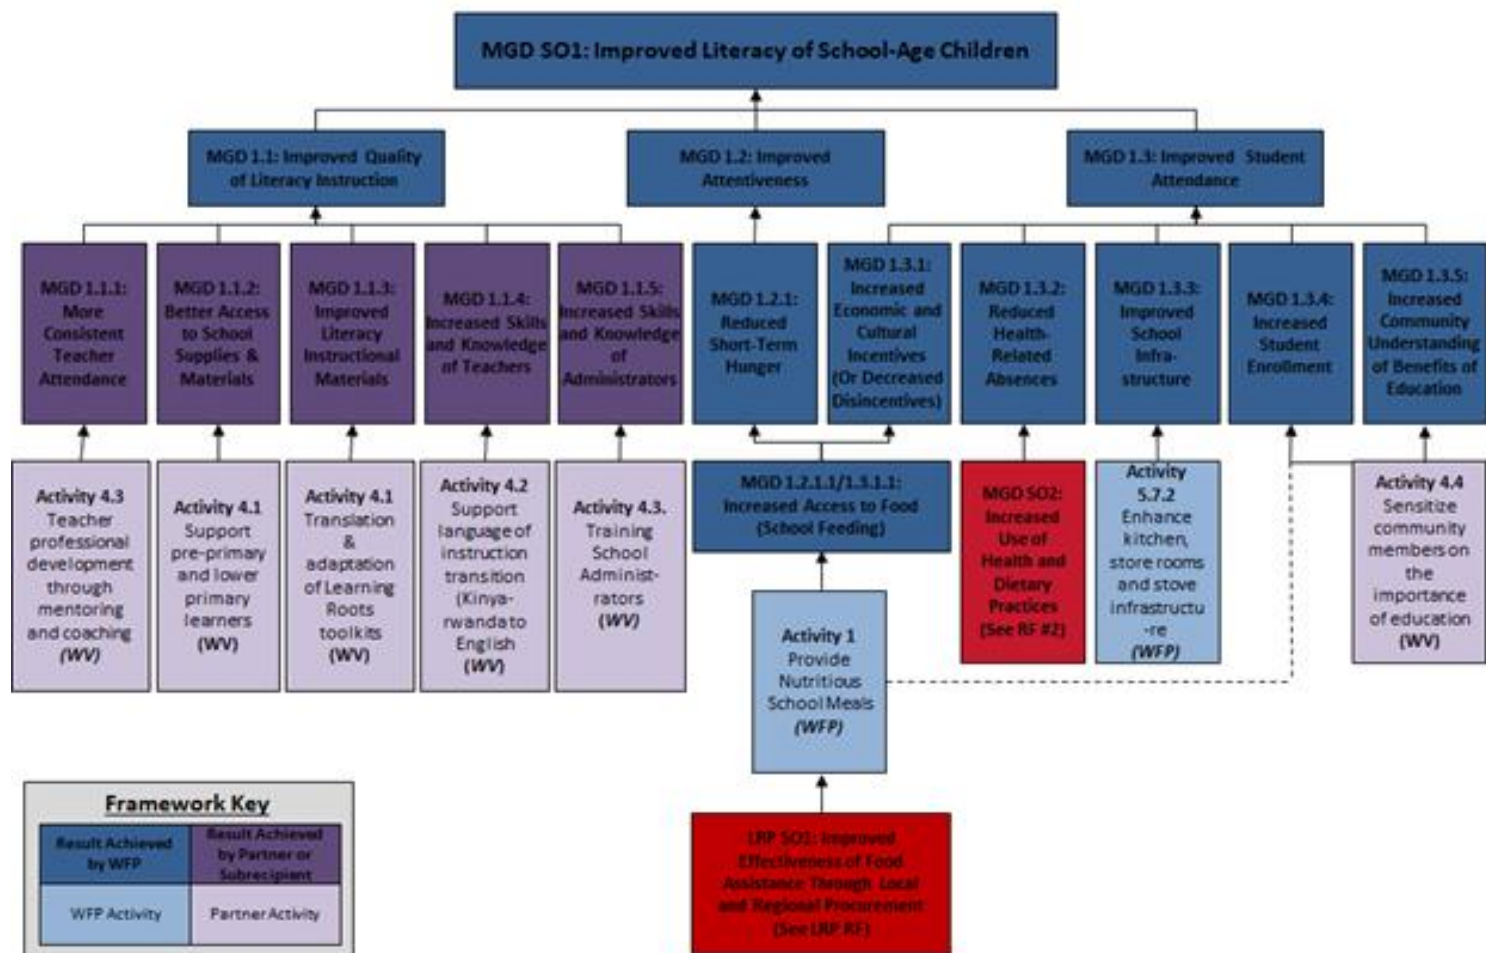 MGD SO1: Improved Literacy of School-Age Children
MGD 1.1: Improved Quality
of Literacy Instruction
MGD 1.2: Improved
Attentiveness
MGD 1.3: Improved Student
Attendance
MGD 1.1.1:
More
Consistent
Teacher
Attendance
MGD 1.1.2:
Better Access
to School
Supplies &
Materials
MGD 1.1.3:
Improved
Literacy
Instructional
Materials
MGD 1.1.4:
Increased Skills
and Knowledge
of Teachers
MGD 1.1.5:
Increased Skills
and Knowledge
of
Administrators
MGD 1.2.1:
Reduced
Short-Term
Hunger
MGD 1.3.1:
Increased
Economic and
Cultural
Incentives
(Or Decreased
Disincentives)
MGD 1.3.2:
Reduced
Health-
Related
Absences
MGD 1.3.3:
Improved
School
Infra-
structure
MGD 1.3.4:
Increased
Student
Enrollment
MGD 1.3.5:
Increased
Community
Understanding
of Benefits of
Education
Activity 4.3
Teacher
professional
development
through
mentoring
and coaching
(WV)
Activity 4.1
Support
pre-primary
and lower
primary
learners
(WV)
Activity 4.1
Translation
&
adaptation
of Learning
Roots
toolkits
(WV)
Activity 4.2
Support
language of
instruction
transition
(Kinya-
rwanda to
English
(WV)
Activity 4.3.
Training
School
Administ-
rators
(WV)
MGD 1.2.1.1/1.3.1.1:
Increased Access to Food
(School Feeding)
MGD SO2:
Increased
Use of
Health and
Dietary
Practices
(See RF #2)
Activity
5.7.2
Enhance
kitchen,
store rooms
and stove
infrastructu
-re
(WFP)
Activity 4.4
Sensitize
community
members on
the
importance
of education
(WV)
Activity 1
Provide
Nutritious
School Meals
(WFP)
LRP SO1: Improved
Effectiveness of Food
Assistance Through Local
and Regional Procurement
(See LRP RF)
Framework Key
Result Achieved
by WFP
Result Achieved
by Partner or
Subrecipient
WFP Activity
Partner Activity